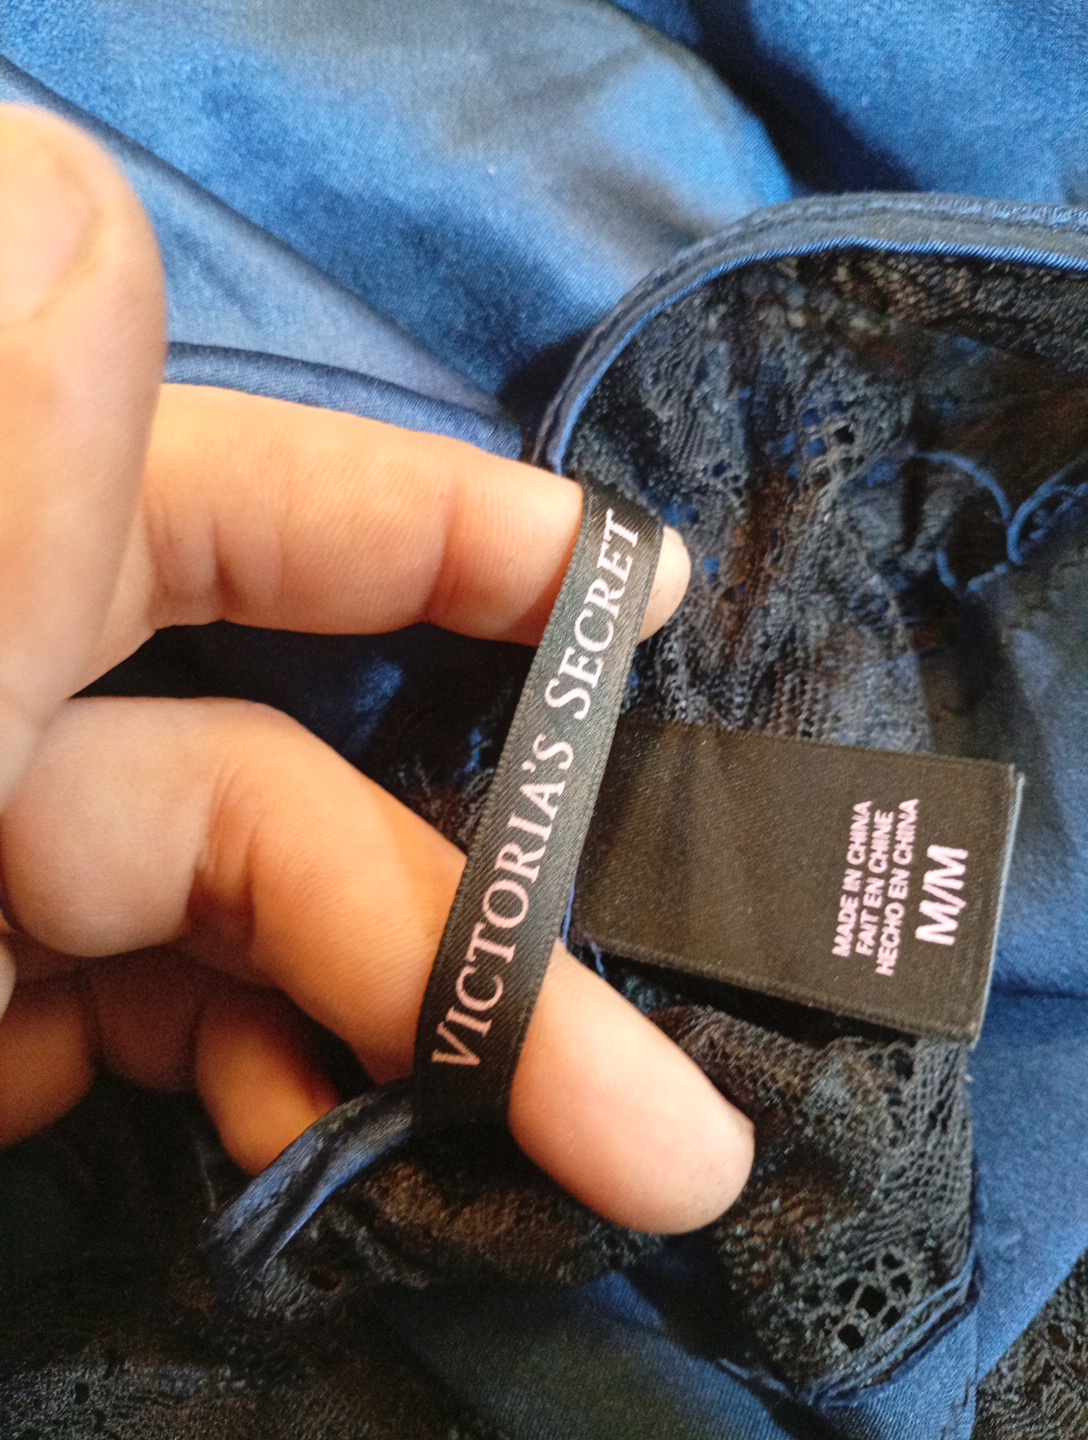 VICTORIA'S SECRET
MADE IN CHINA
FAIT EN CHINE
HECHO EN CHINA
M/M